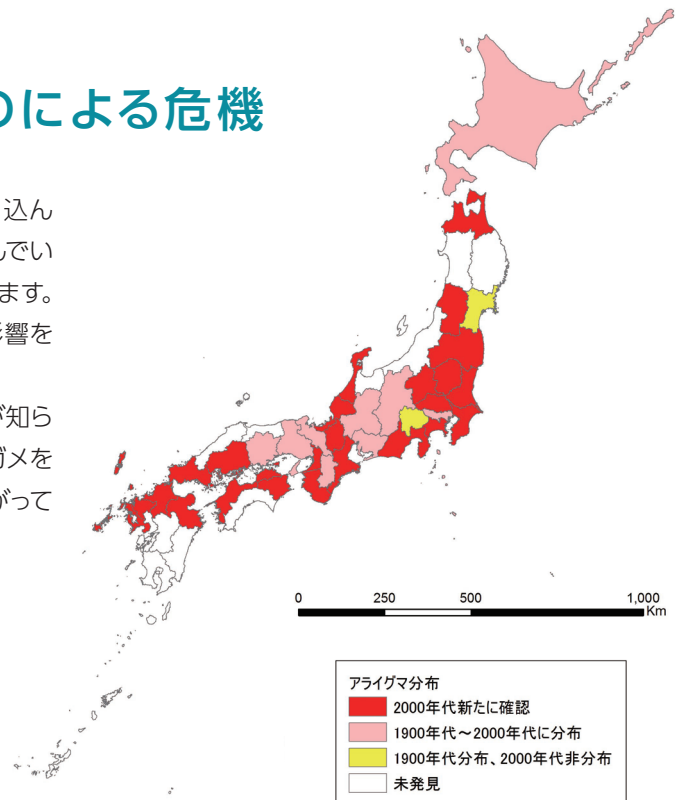 による危機
込ん
んでい
ます。
影響を
が知ら
ガメを
がって
0 250 500 1,000
Km
アライグマ分布
2000年代新たに確認
1900年代～2000年代に分布
1900年代分布、2000年代非分布
未発見